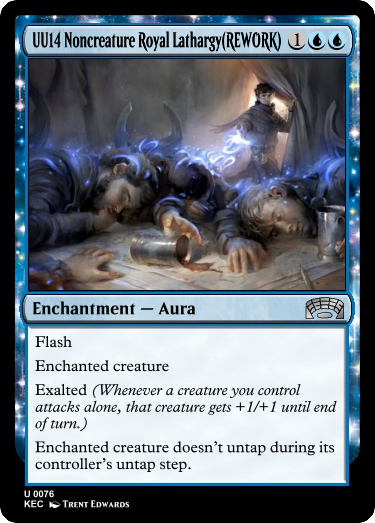 UU14 Noncreature Royal Lathargy(REWORK) 1
Enchantment — Aura
Flash
Enchanted creature
Exalted (Whenever a creature you control
attacks alone, that creature gets +1/+1 until end
of turn.)
Enchanted creature doesn't untap during its
controller's untap step.
U 0076
KEC Trent Edwards